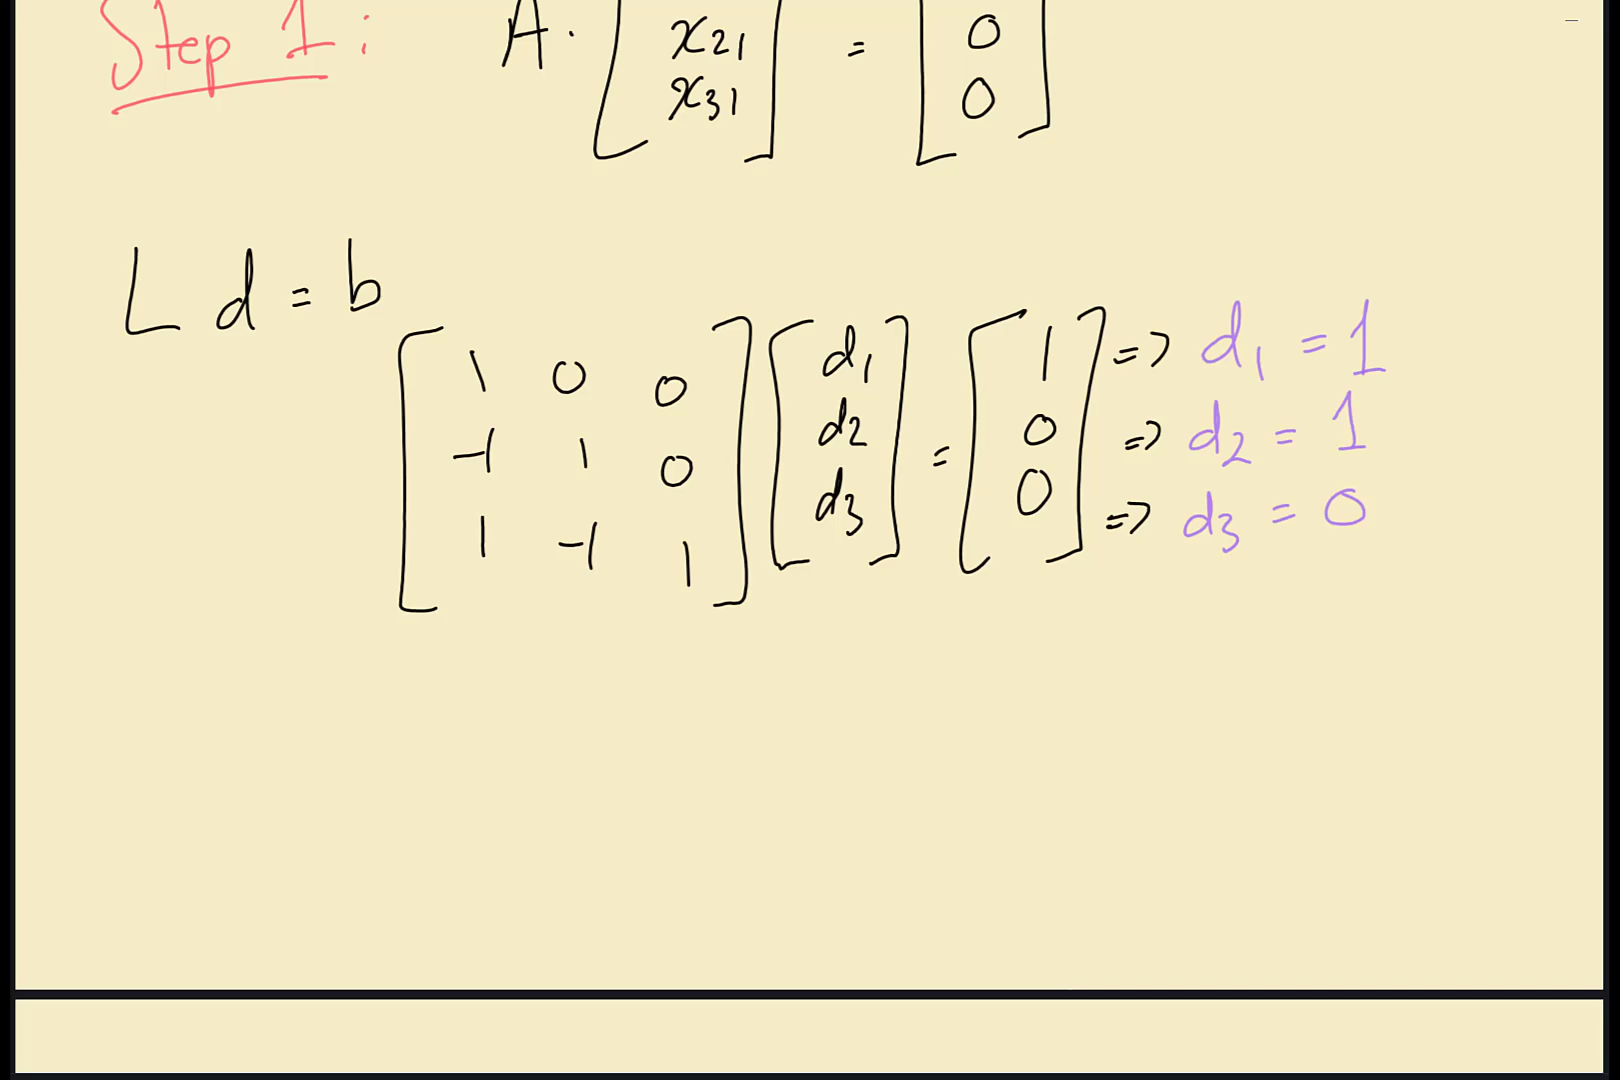 Step 1: A · [x21 x31] = [0 0]
L d = b
[1 0 0] [d1] = [1] => d1 = 1
[-1 1 0] [d2] = [0] => d2 = 1
[1 -1 1] [d3] = [0] => d3 = 0